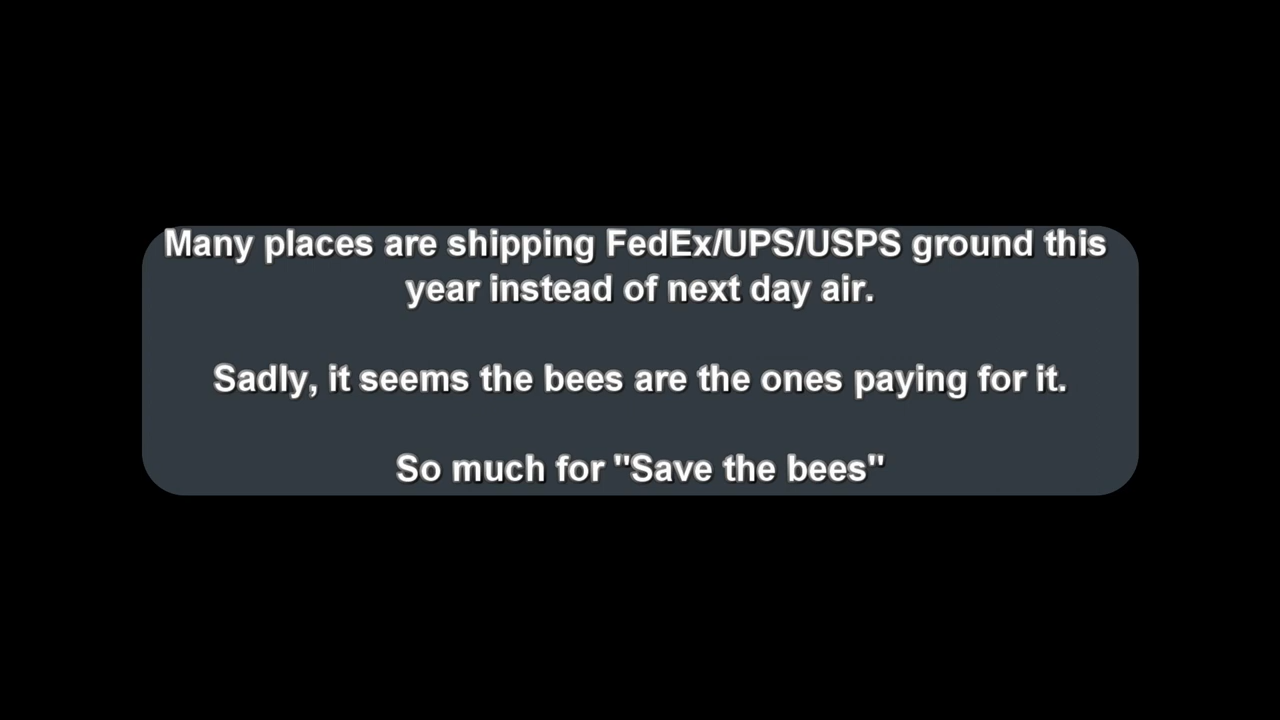 Many places are shipping FedEx/UPS/USPS ground this
year instead of next day air.
Sadly, it seems the bees are the ones paying for it.
So much for "Save the bees"